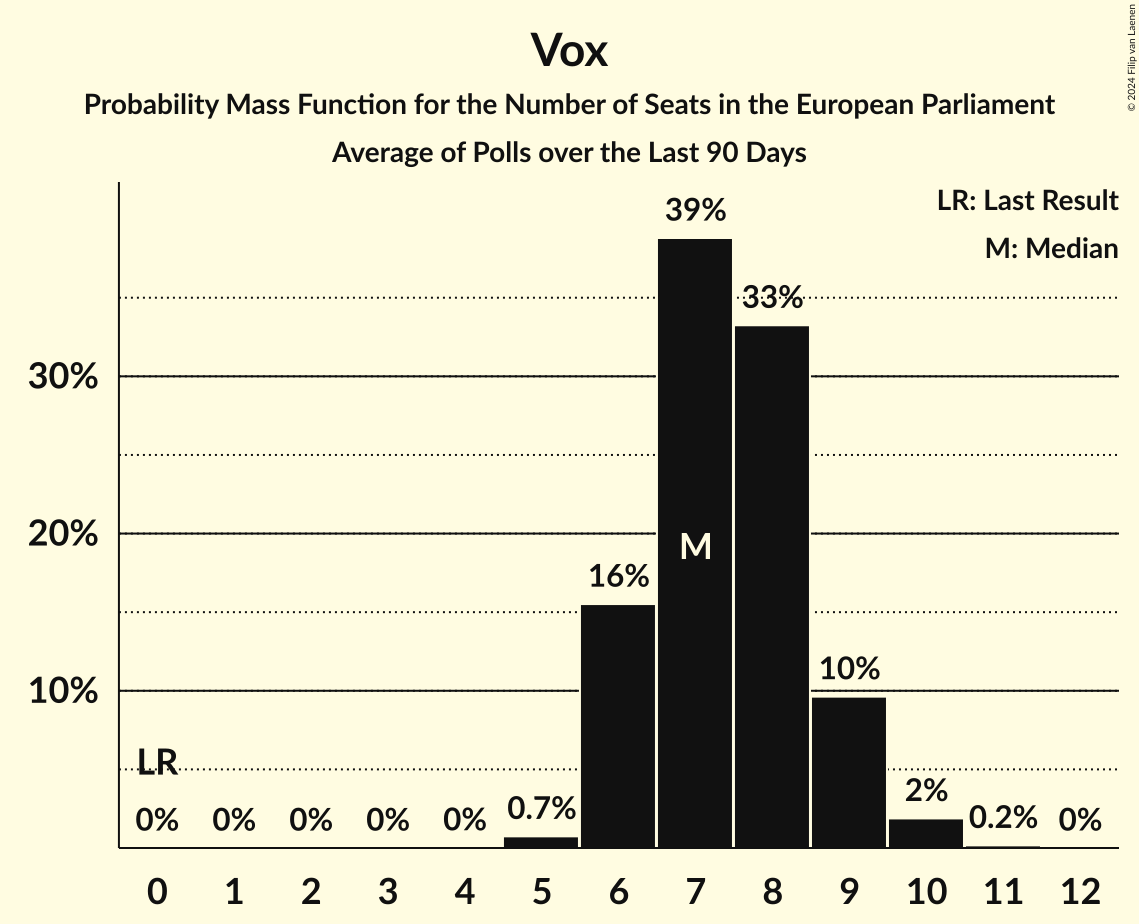 Vox
Probability Mass Function for the Number of Seats in the European Parliament
Average of Polls over the Last 90 Days
© 2024 Filip van Laenen
LR: Last Result
M: Median
39%
33%
30%
20%
M
16%
10%
10%
LR
0% 0% 0% 0% 0% 0.7% 2% 0.2% 0%
0 1 2 3 4 5 6 7 8 9 10 11 12